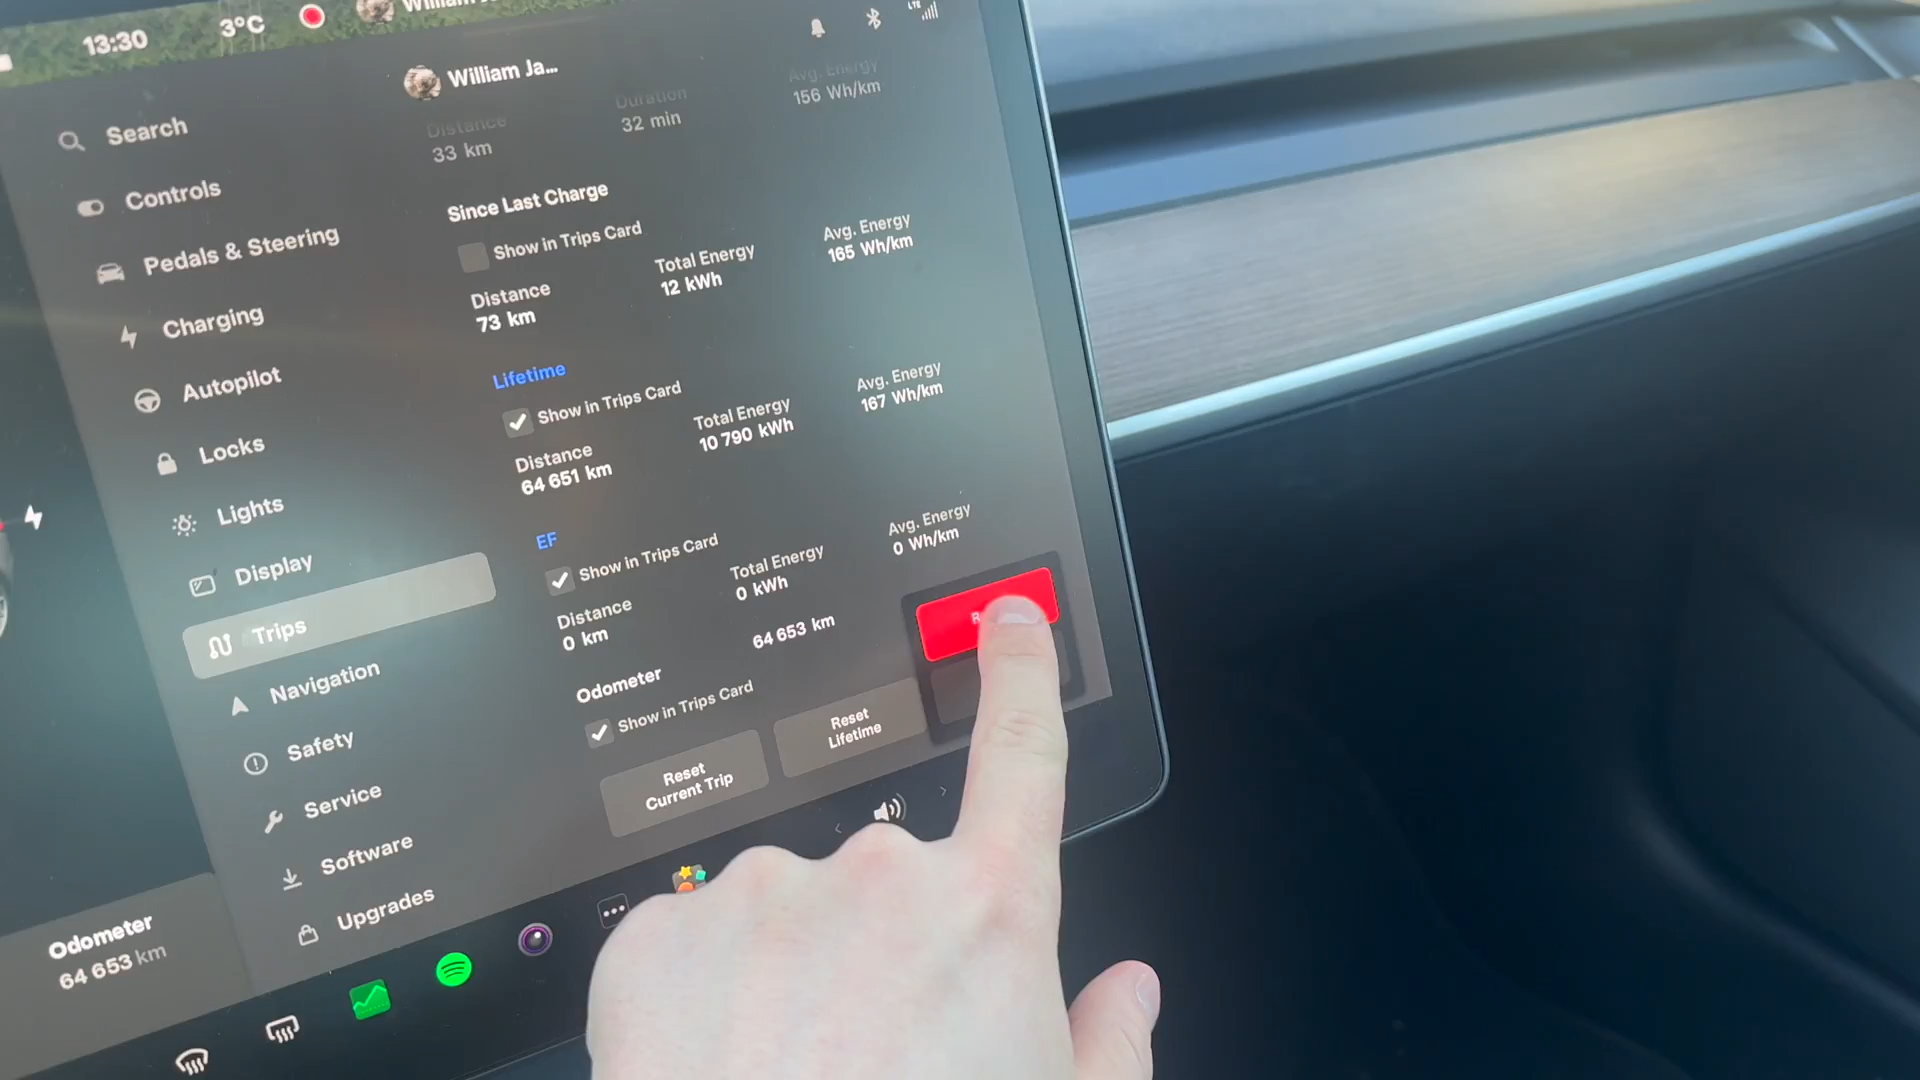 13:30
3°C
William Ja...
LTE
Search
Controls
Pedals & Steering
Charging
Autopilot
Locks
Lights
Display
Trips
Navigation
Safety
Service
Software
Upgrades
Odometer
64 653 km
Distance
33 km
Duration
32 min
Avg. Energy
156 Wh/km
Since Last Charge
Show in Trips Card
Distance
73 km
Total Energy
12 kWh
Avg. Energy
165 Wh/km
Lifetime
Show in Trips Card
Distance
64 651 km
Total Energy
10 790 kWh
Avg. Energy
167 Wh/km
EF
Show in Trips Card
Distance
0 km
Total Energy
0 kWh
Avg. Energy
0 Wh/km
Odometer
64 653 km
Show in Trips Card
Reset
Current Trip
Reset
Lifetime